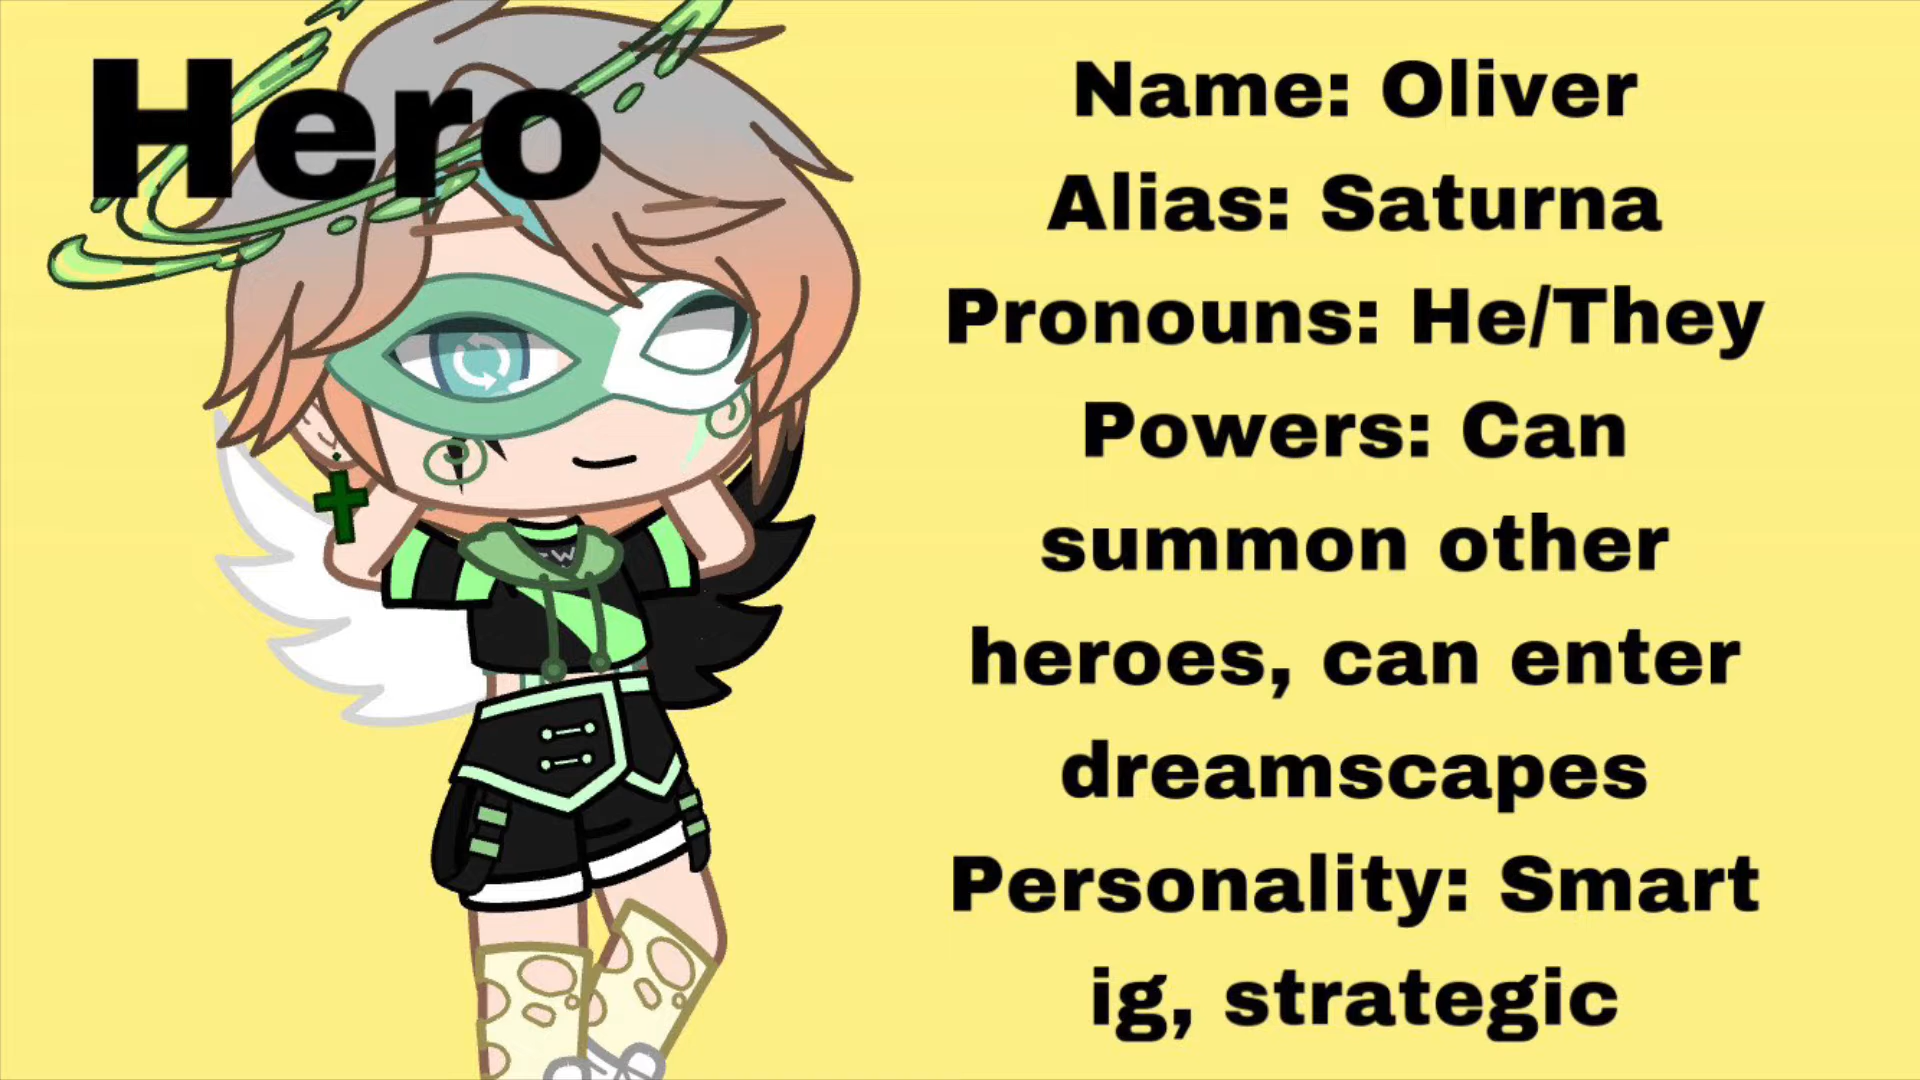 Hero
Name: Oliver
Alias: Saturna
Pronouns: He/They
Powers: Can
summon other
heroes, can enter
dreamscapes
Personality: Smart
ig, strategic